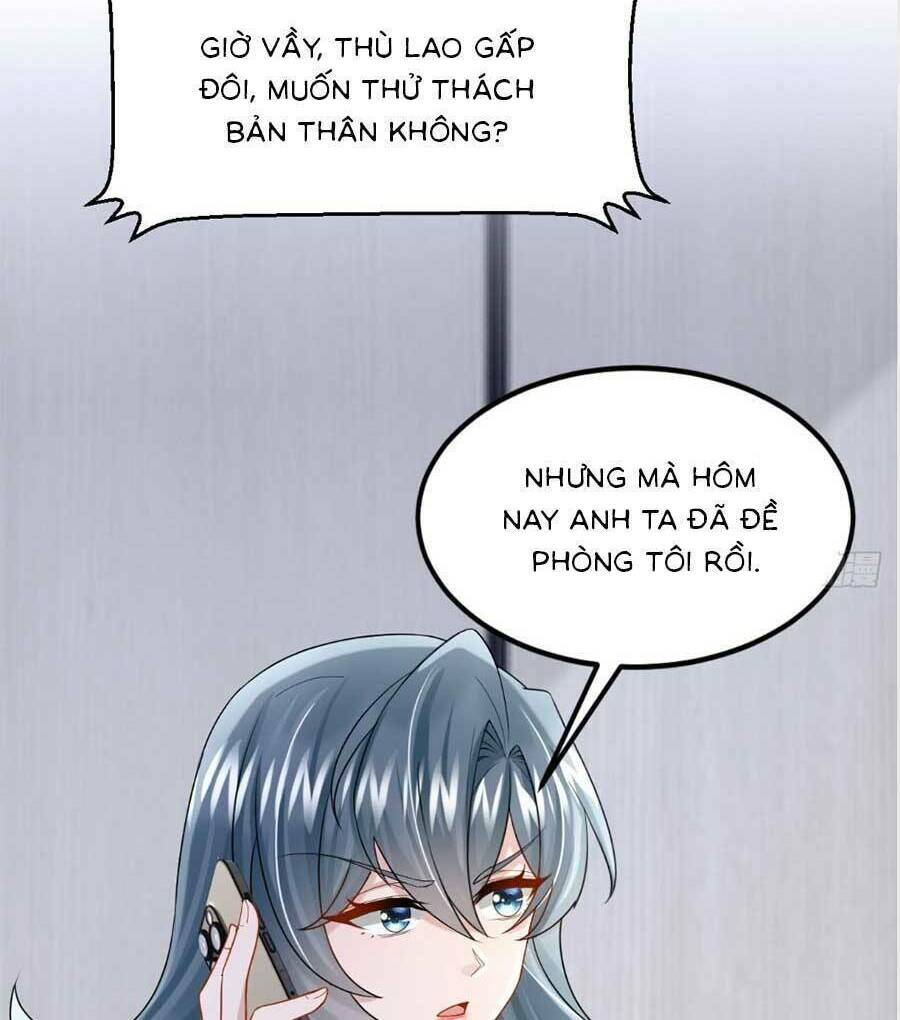 GIỜ VẦY, THÙ LAO GẤP
ĐÔI, MUỐN THỬ THÁCH
BẢN THÂN KHÔNG?
NHƯNG MÀ HÔM
NAY ANH TA ĐÃ ĐỀ
PHÒNG TÔI RỒI.
漫